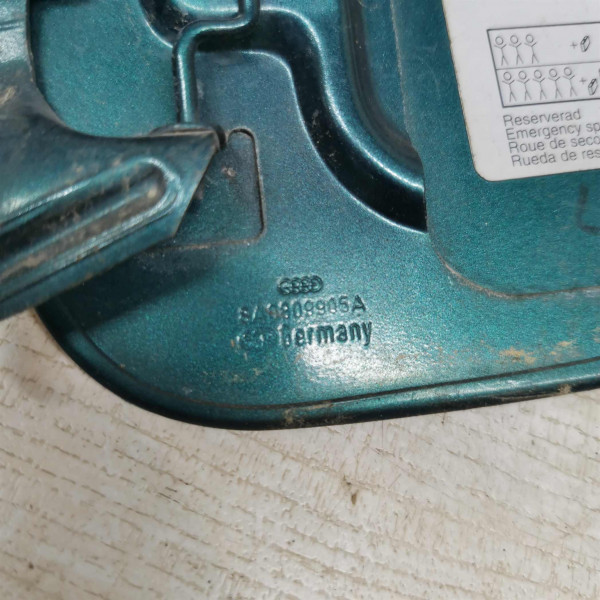 +
+
Reserverad
Emergency sp
Roue de seco
Rueda de res
8A0809905A
Germany